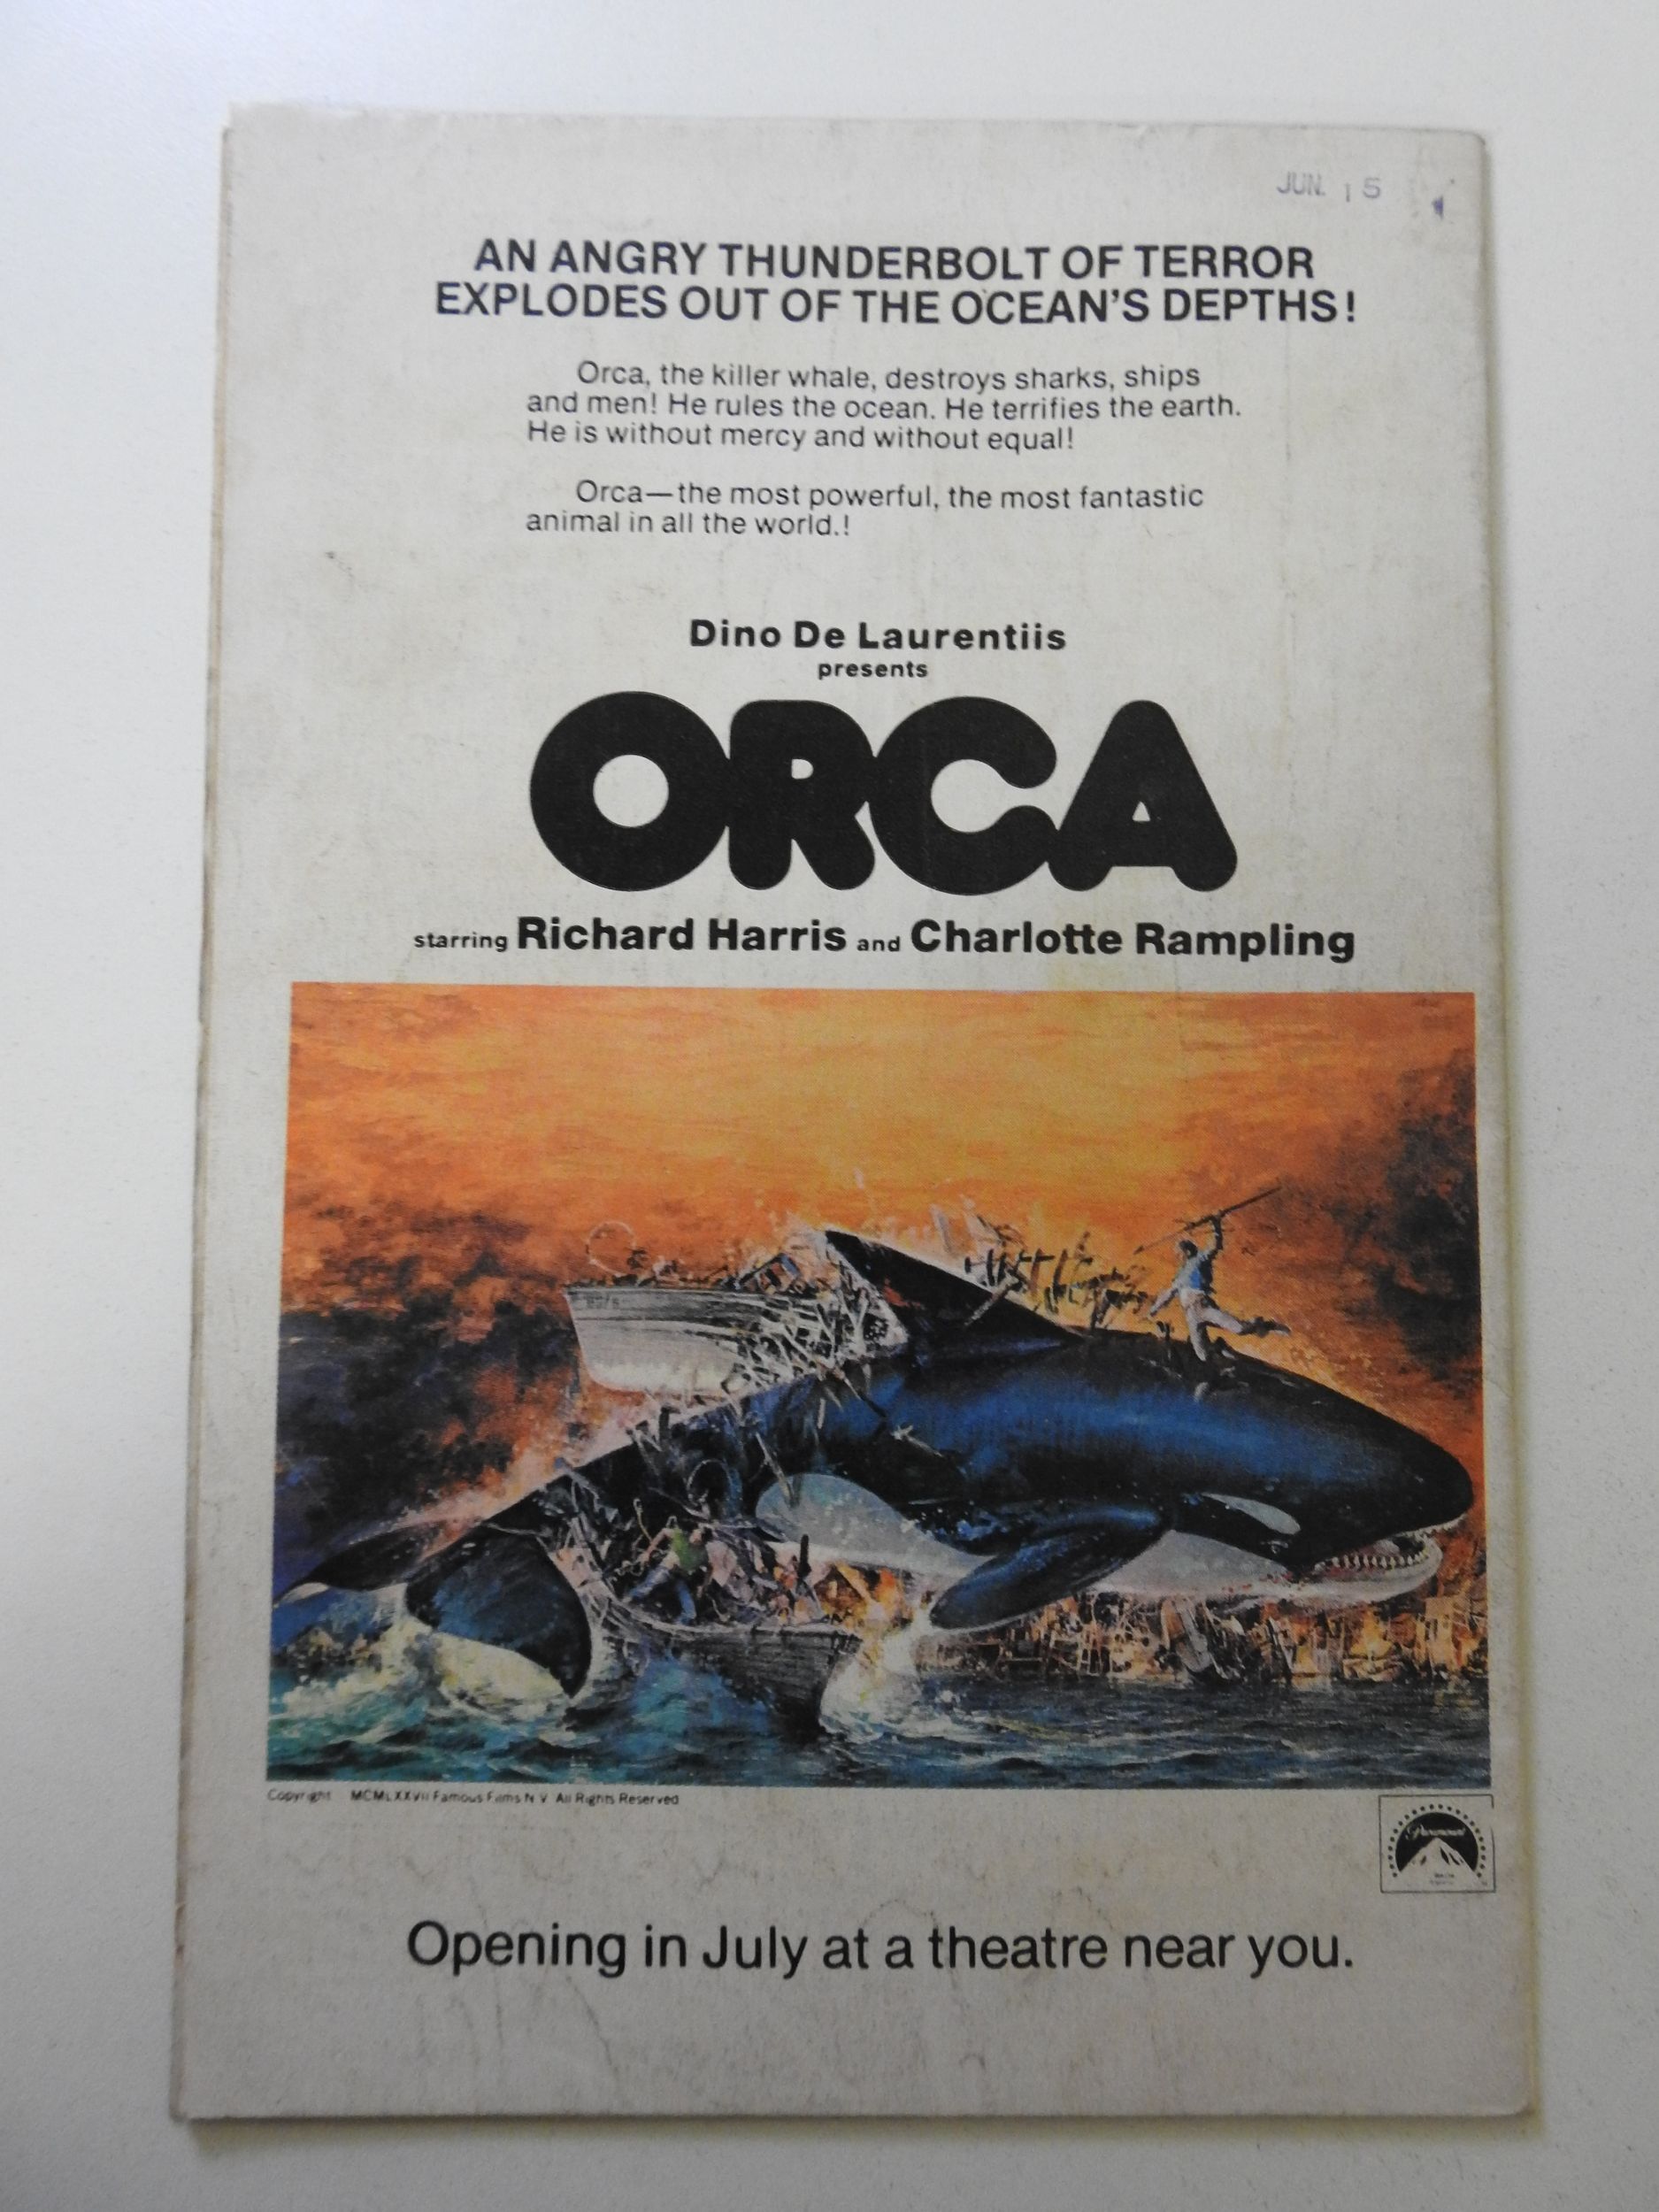 JUN. 15
AN ANGRY THUNDERBOLT OF TERROR
EXPLODES OUT OF THE OCEAN'S DEPTHS!
Orca, the killer whale, destroys sharks, ships
and men! He rules the ocean. He terrifies the earth.
He is without mercy and without equal!
Orca—the most powerful, the most fantastic
animal in all the world.!
Dino De Laurentiis
presents
ORCA
starring Richard Harris and Charlotte Rampling
Copyright MCMLXXVII Famous Films N V All Rights Reserved
Paramount
Opening in July at a theatre near you.